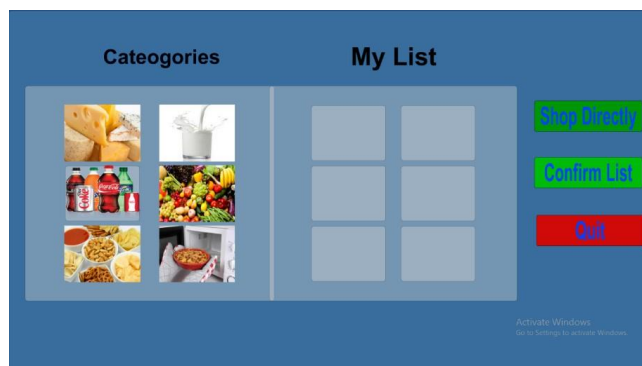 Cateogories
My List
Shop Directly
Confirm List
Quit
Activate Windows
Go to Settings to activate Windows.